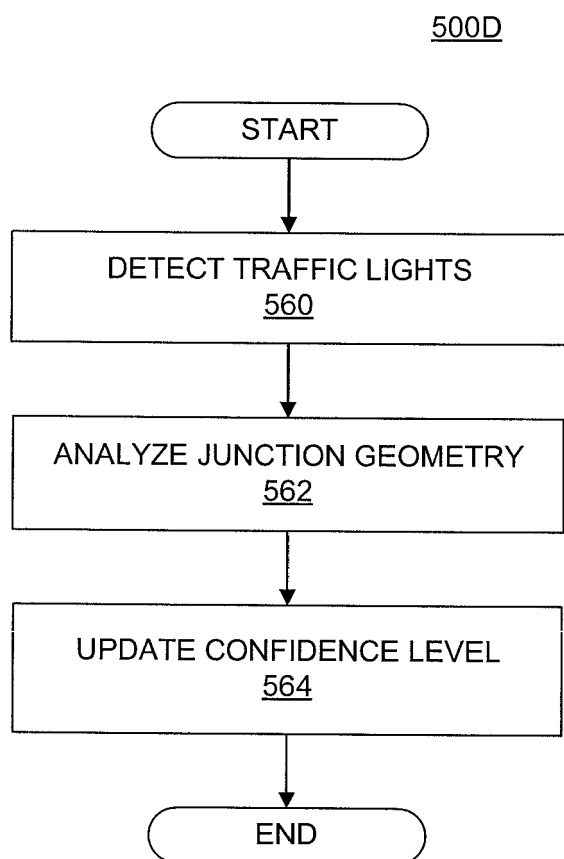 500D
START
DETECT TRAFFIC LIGHTS
560
ANALYZE JUNCTION GEOMETRY
562
UPDATE CONFIDENCE LEVEL
564
END